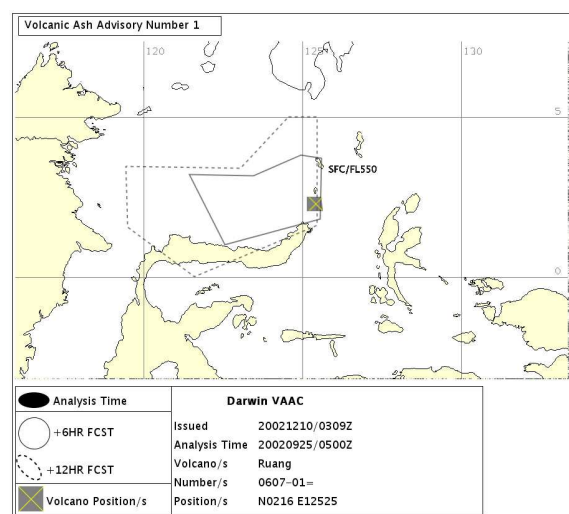 Volcanic Ash Advisory Number 1
120
125
130
5
SFC/FL550
0
Analysis Time
+6HR FCST
+12HR FCST
Volcano Position/s
Darwin VAAC
Issued 20021210/0309Z
Analysis Time 20020925/0500Z
Volcano/s Ruang
Number/s 0607-01=
Position/s N0216 E12525